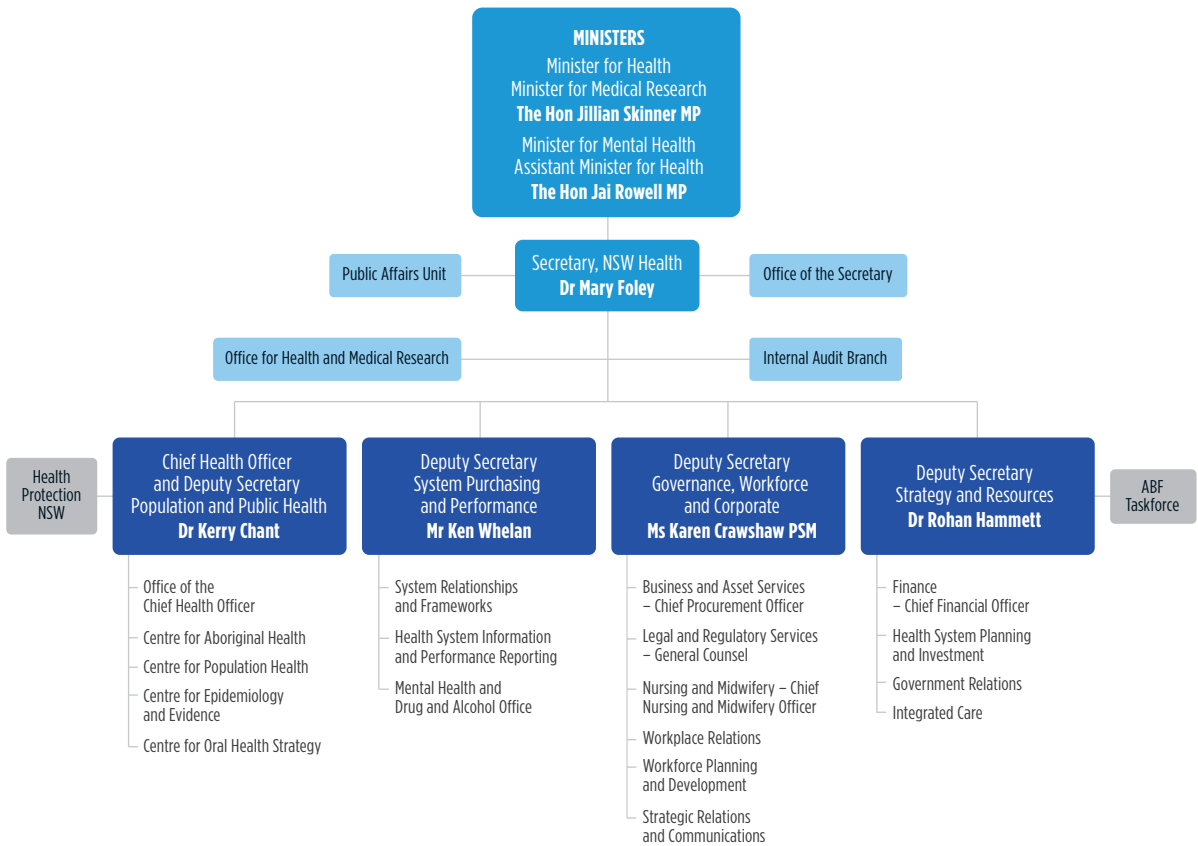 MINISTERS
Minister for Health
Minister for Medical Research
The Hon Jillian Skinner MP
Minister for Mental Health
Assistant Minister for Health
The Hon Jai Rowell MP
Public Affairs Unit
Secretary, NSW Health
Dr Mary Foley
Office of the Secretary
Office for Health and Medical Research
Internal Audit Branch
Health
Protection
NSW
Chief Health Officer
and Deputy Secretary
Population and Public Health
Dr Kerry Chant
Deputy Secretary
System Purchasing
and Performance
Mr Ken Whelan
Deputy Secretary
Governance, Workforce
and Corporate
Ms Karen Crawshaw PSM
Deputy Secretary
Strategy and Resources
Dr Rohan Hammett
ABF
Taskforce
Office of the
Chief Health Officer
Centre for Aboriginal Health
Centre for Population Health
Centre for Epidemiology
and Evidence
Centre for Oral Health Strategy
System Relationships
and Frameworks
Health System Information
and Performance Reporting
Mental Health and
Drug and Alcohol Office
Business and Asset Services
– Chief Procurement Officer
Legal and Regulatory Services
– General Counsel
Nursing and Midwifery – Chief
Nursing and Midwifery Officer
Workplace Relations
Workforce Planning
and Development
Strategic Relations
and Communications
Finance
– Chief Financial Officer
Health System Planning
and Investment
Government Relations
Integrated Care